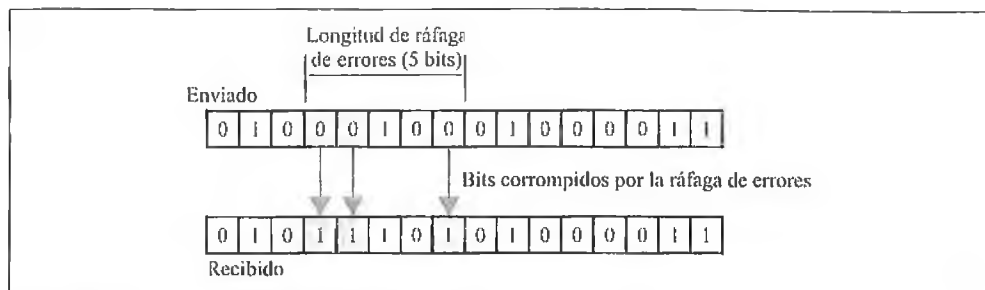 Longitud de ráfaga
de errores (5 bits)
Enviado
0 1 0 0 0 1 0 0 0 1 0 0 0 0 1 1
Bits corrompidos por la ráfaga de errores
0 1 0 1 1 1 0 1 0 1 0 0 0 0 1 1
Recibido